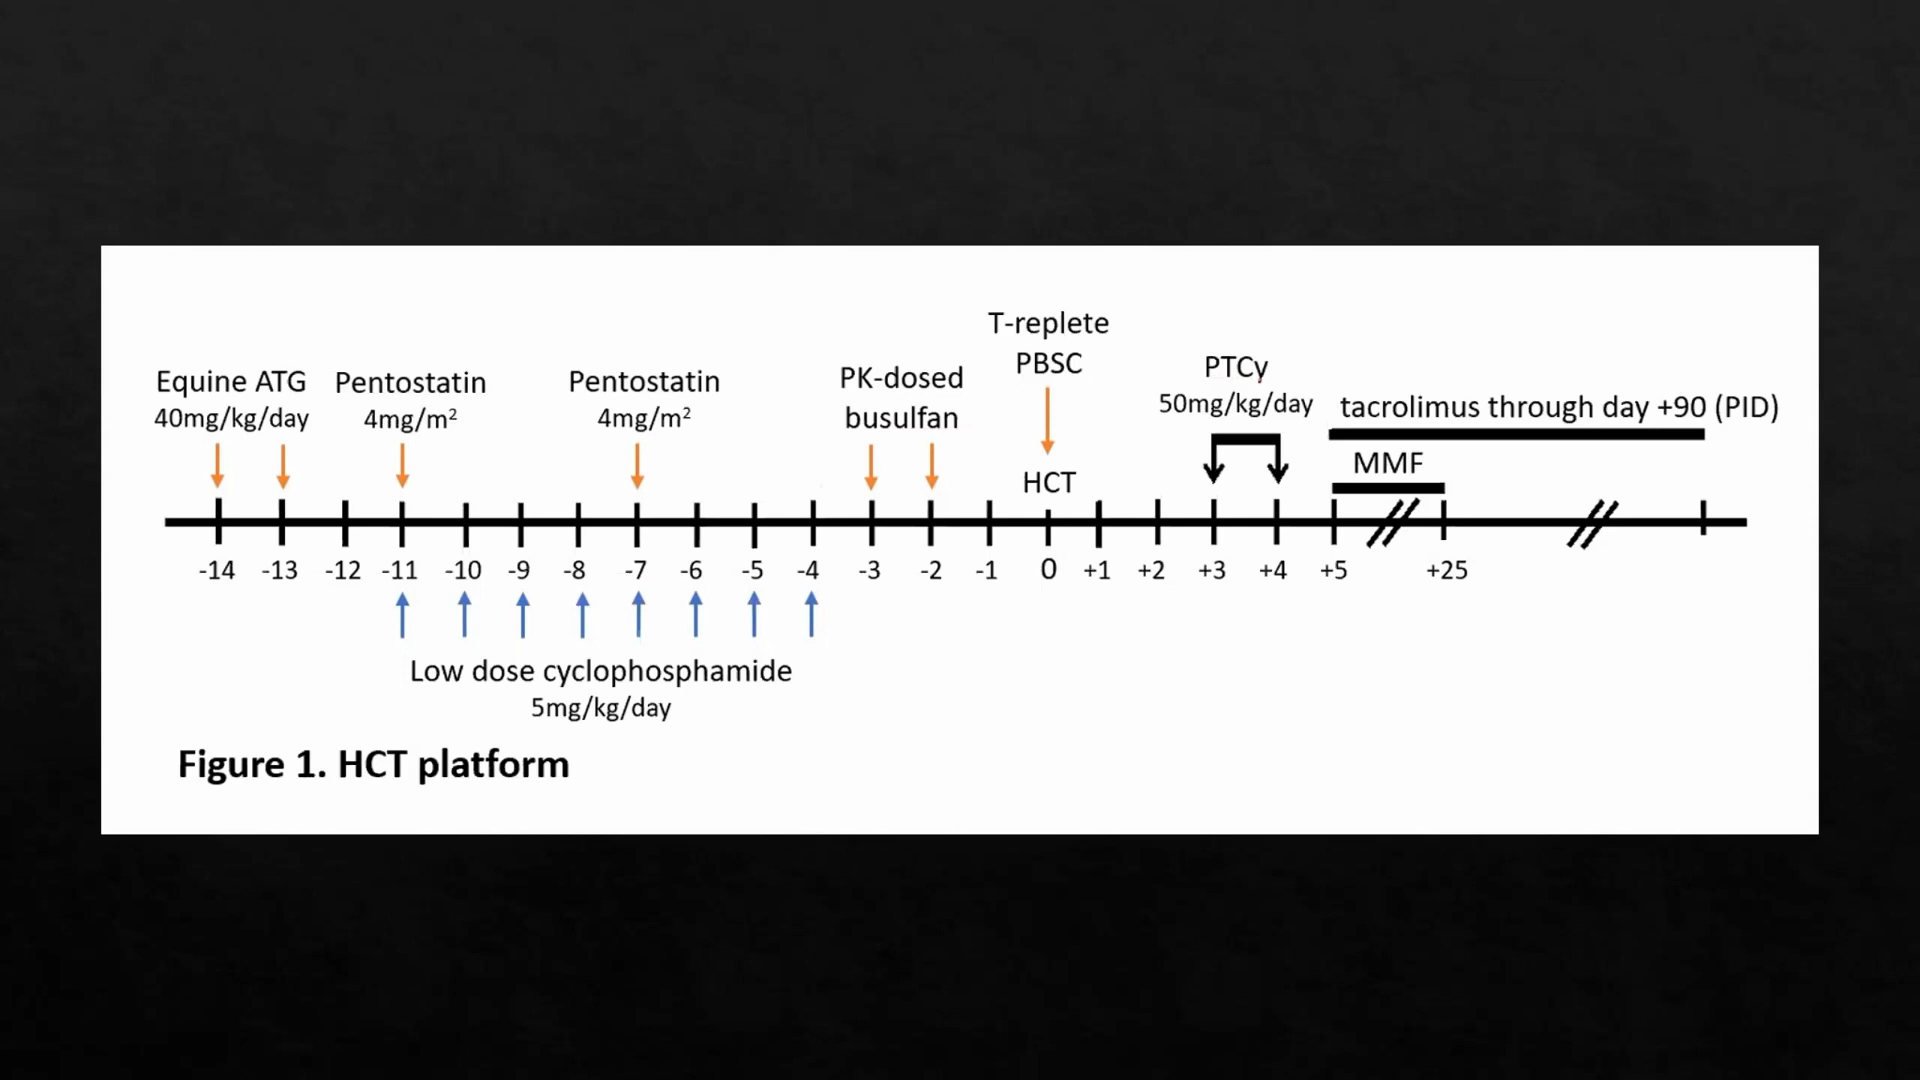 T-replete
PBSC
Equine ATG
40mg/kg/day
Pentostatin
4mg/m²
Pentostatin
4mg/m²
PK-dosed
busulfan
HCT
PTCy
50mg/kg/day
tacrolimus through day +90 (PID)
MMF
-14 -13 -12 -11 -10 -9 -8 -7 -6 -5 -4 -3 -2 -1 0 +1 +2 +3 +4 +5 +25
Low dose cyclophosphamide
5mg/kg/day
Figure 1. HCT platform